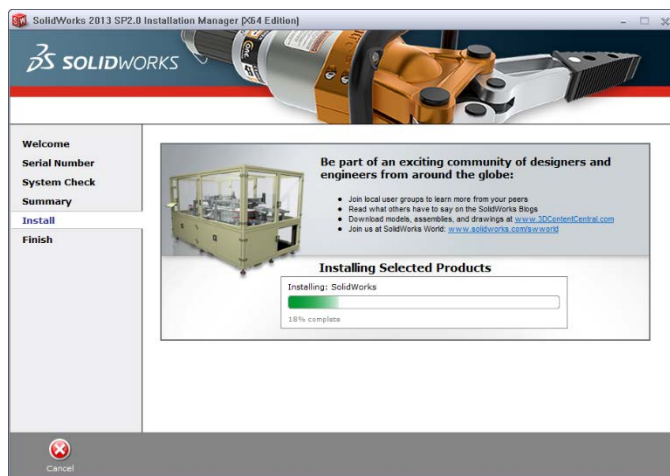 SolidWorks 2013 SP2.0 Installation Manager (X64 Edition)
SOLIDWORKS
Welcome
Serial Number
System Check
Summary
Install
Finish
Be part of an exciting community of designers and
engineers from around the globe:
Join local user groups to learn more from your peers
Read what others have to say on the SolidWorks Blogs
Download models, assemblies, and drawings at www.3DContentCentral.com
Join us at SolidWorks World: www.solidworks.com/swworld
Installing Selected Products
Installing: SolidWorks
18% complete
Cancel